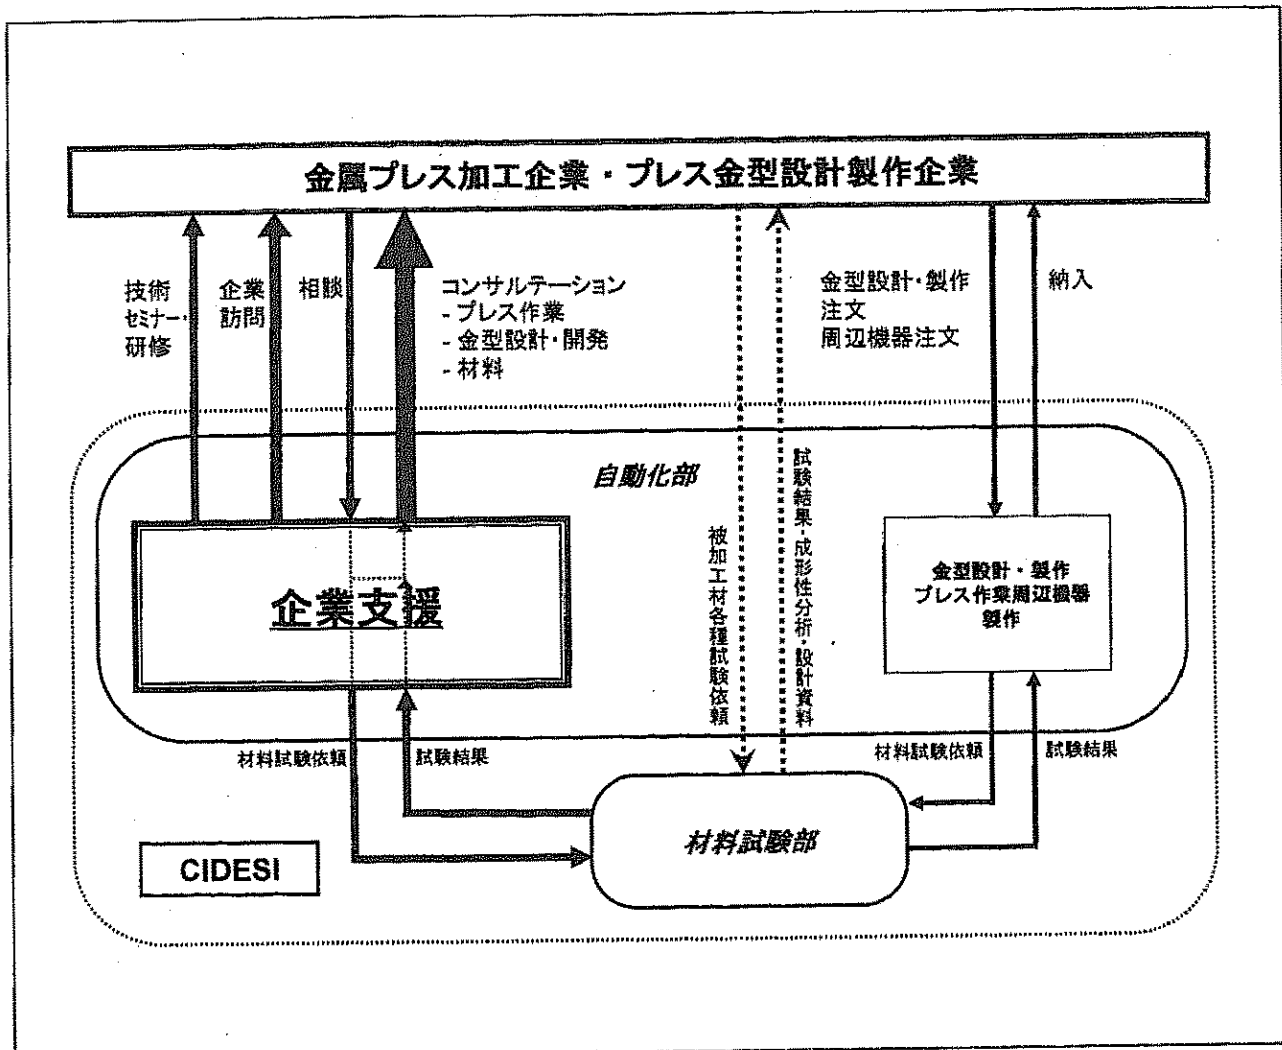 金属プレス加工企業・プレス金型設計製作企業
技術
セミナー・
研修
企業
訪問
相談
コンサルテーション
- プレス作業
- 金型設計・開発
- 材料
金型設計・製作
注文
周辺機器注文
納入
自動化部
企業支援
被加工材各種試験依頼
試験結果・成形性分析・設計資料
金型設計・製作
プレス作業周辺機器
製作
材料試験依頼
試験結果
材料試験依頼
試験結果
材料試験部
CIDESI